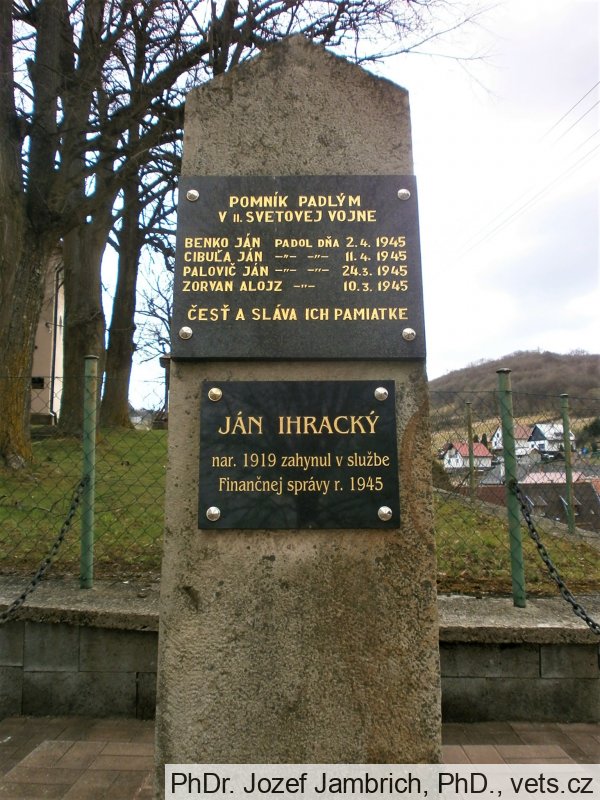 POMNÍK PADLÝM
V II. SVETOVEJ VOJNE
BENKO JÁN PADOL DŇA 2.4.1945
CIBUĽA JÁN -"- -"- 11.4.1945
PALOVIČ JÁN -"- -"- 24.3.1945
ZORVAN ALOJZ -"- 10.3.1945
ČESŤ A SLÁVA ICH PAMIATKE
JÁN IHRACKÝ
nar. 1919 zahynul v službe
Finančnej správy r. 1945
PhDr. Jozef Jambrich, PhD., vets.cz